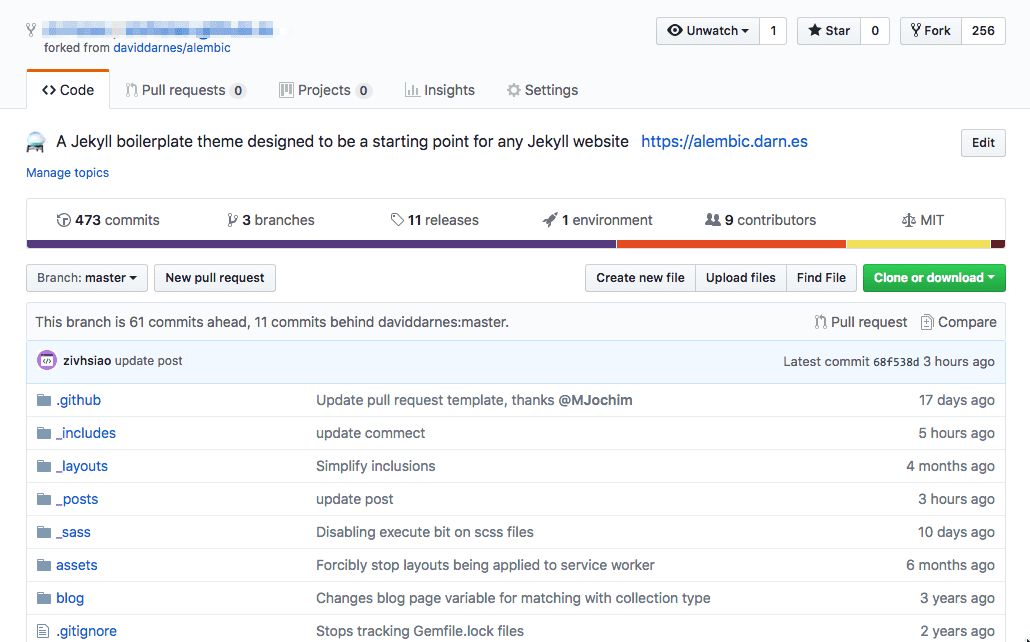 forked from daviddarnes/alembic
Unwatch 1 Star 0 Fork 256
Code Pull requests 0 Projects 0 Insights Settings
A Jekyll boilerplate theme designed to be a starting point for any Jekyll website https://alembic.darn.es Edit
Manage topics
473 commits 3 branches 11 releases 1 environment 9 contributors MIT
Branch: master New pull request Create new file Upload files Find File Clone or download
This branch is 61 commits ahead, 11 commits behind daviddarnes:master. Pull request Compare
zivhsiao update post Latest commit 68f538d 3 hours ago
.github Update pull request template, thanks @MJochim 17 days ago
_includes update commect 5 hours ago
_layouts Simplify inclusions 4 months ago
_posts update post 3 hours ago
_sass Disabling execute bit on scss files 10 days ago
assets Forcibly stop layouts being applied to service worker 6 months ago
blog Changes blog page variable for matching with collection type 3 years ago
.gitignore Stops tracking Gemfile.lock files 2 years ago